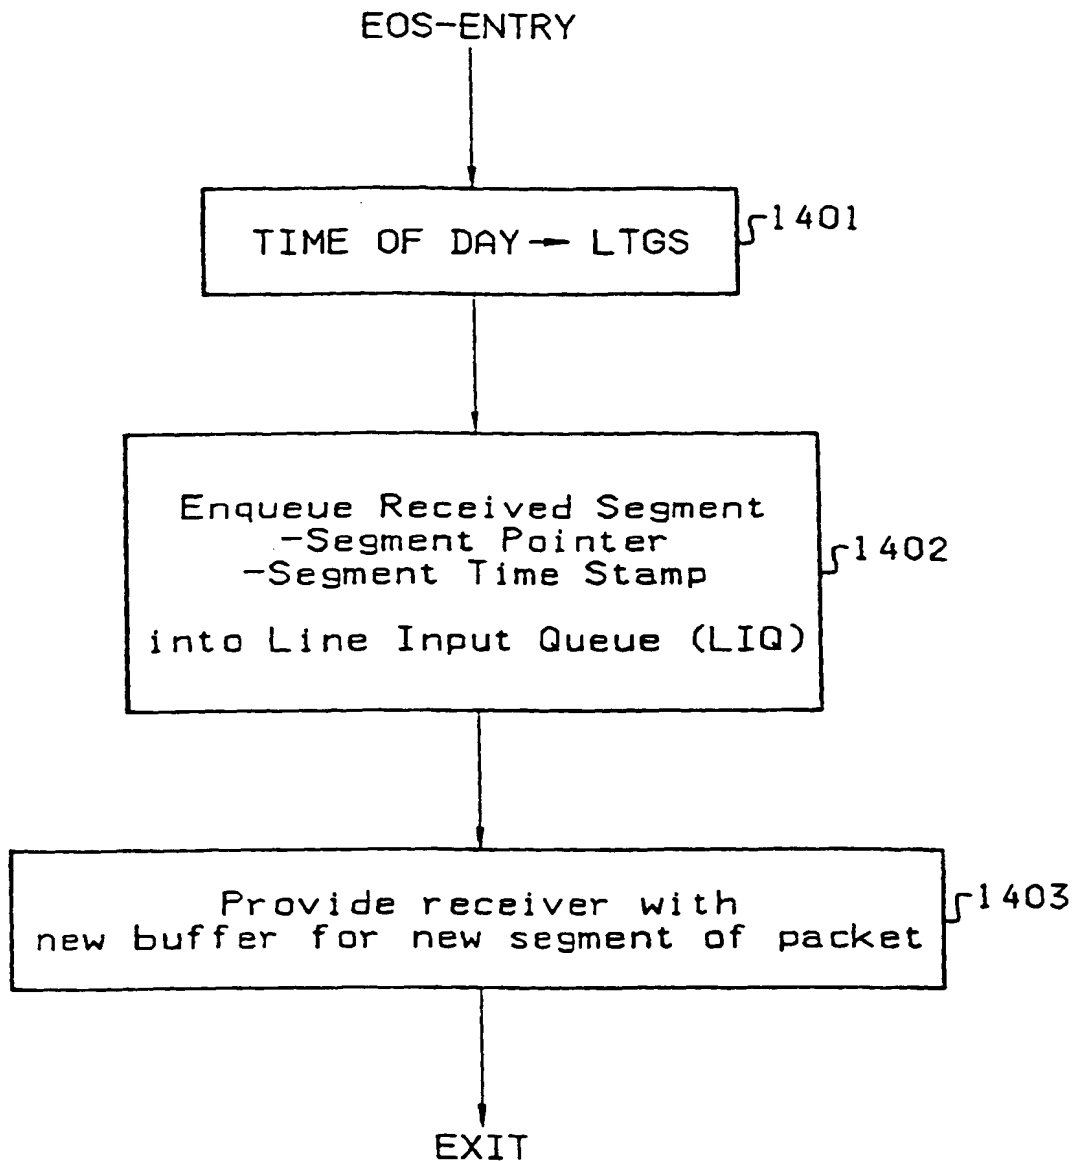 EOS-ENTRY
TIME OF DAY → LTGS
1401
Enqueue Received Segment
-Segment Pointer
-Segment Time Stamp
into Line Input Queue (LIQ)
1402
Provide receiver with
new buffer for new segment of packet
1403
EXIT